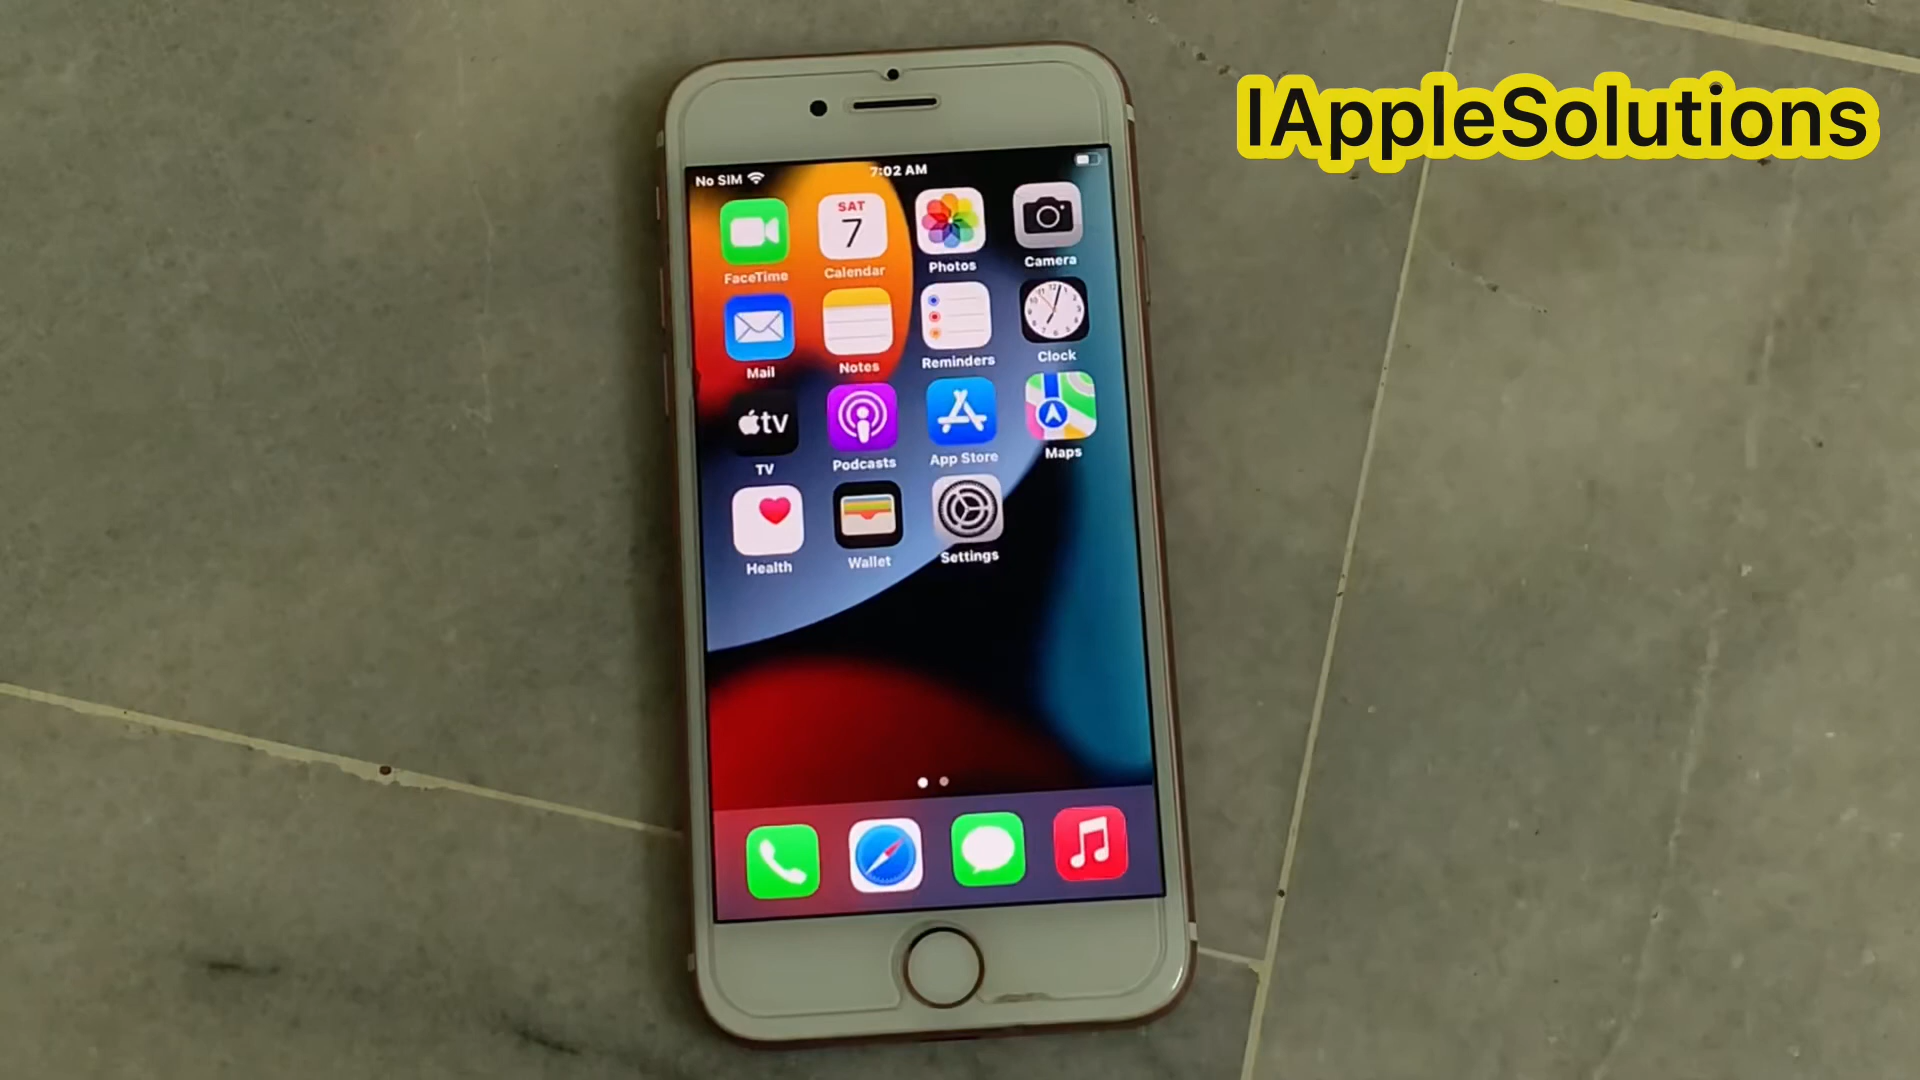 IAppleSolutions
No SIM 7:02 AM
SAT
7
FaceTime Calendar Photos Camera
Mail Notes Reminders Clock
tv
TV Podcasts App Store Maps
Health Wallet Settings